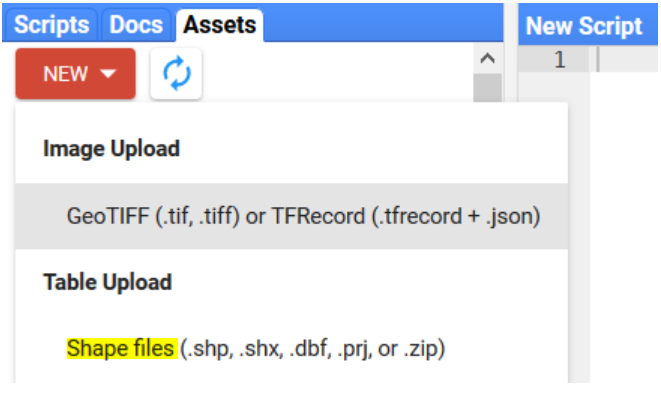 Scripts Docs Assets
New Script
NEW
1
Image Upload
GeoTIFF (.tif, .tiff) or TFRecord (.tfrecord + .json)
Table Upload
Shape files (.shp, .shx, .dbf, .prj, or .zip)